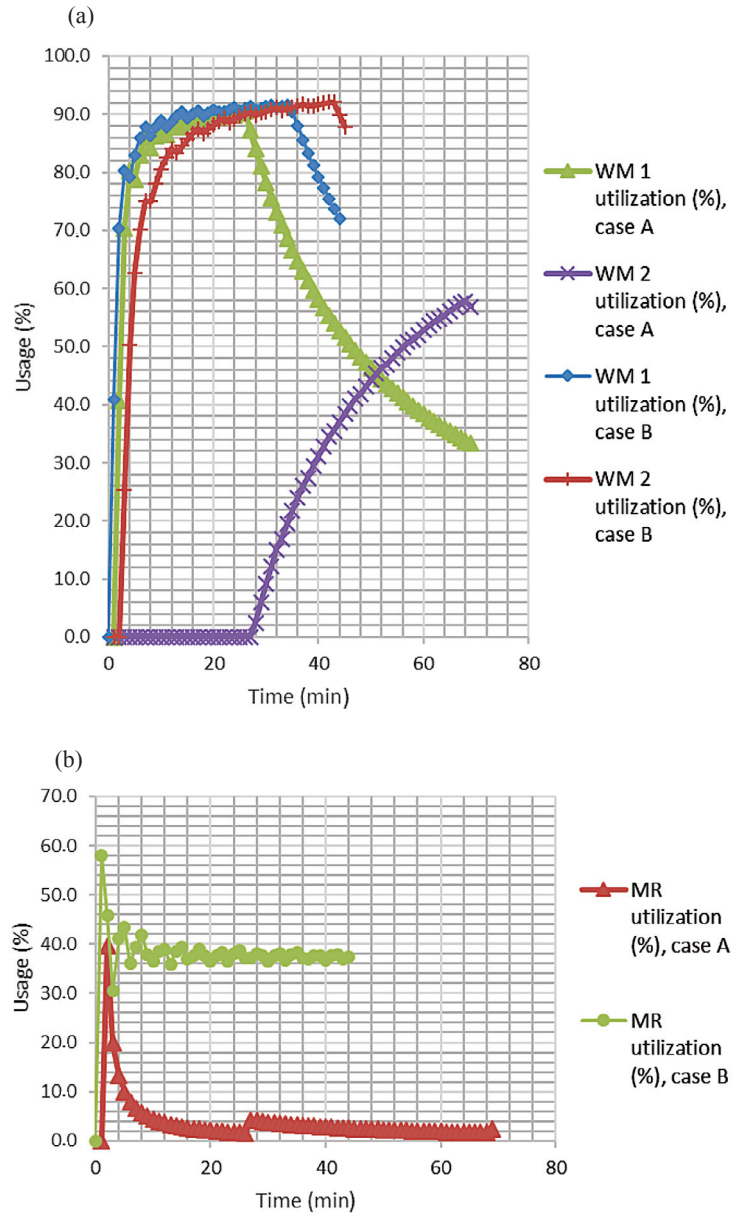 (a)
100.0
90.0
80.0
70.0
60.0
50.0
40.0
30.0
20.0
10.0
0.0
Usage (%)
0 20 40 60 80
Time (min)
WM 1
utilization (%),
case A
WM 2
utilization (%),
case A
WM 1
utilization (%),
case B
WM 2
utilization (%),
case B
(b)
70.0
60.0
50.0
40.0
30.0
20.0
10.0
0.0
Usage (%)
0 20 40 60 80
Time (min)
MR
utilization
(%), case A
MR
utilization
(%), case B